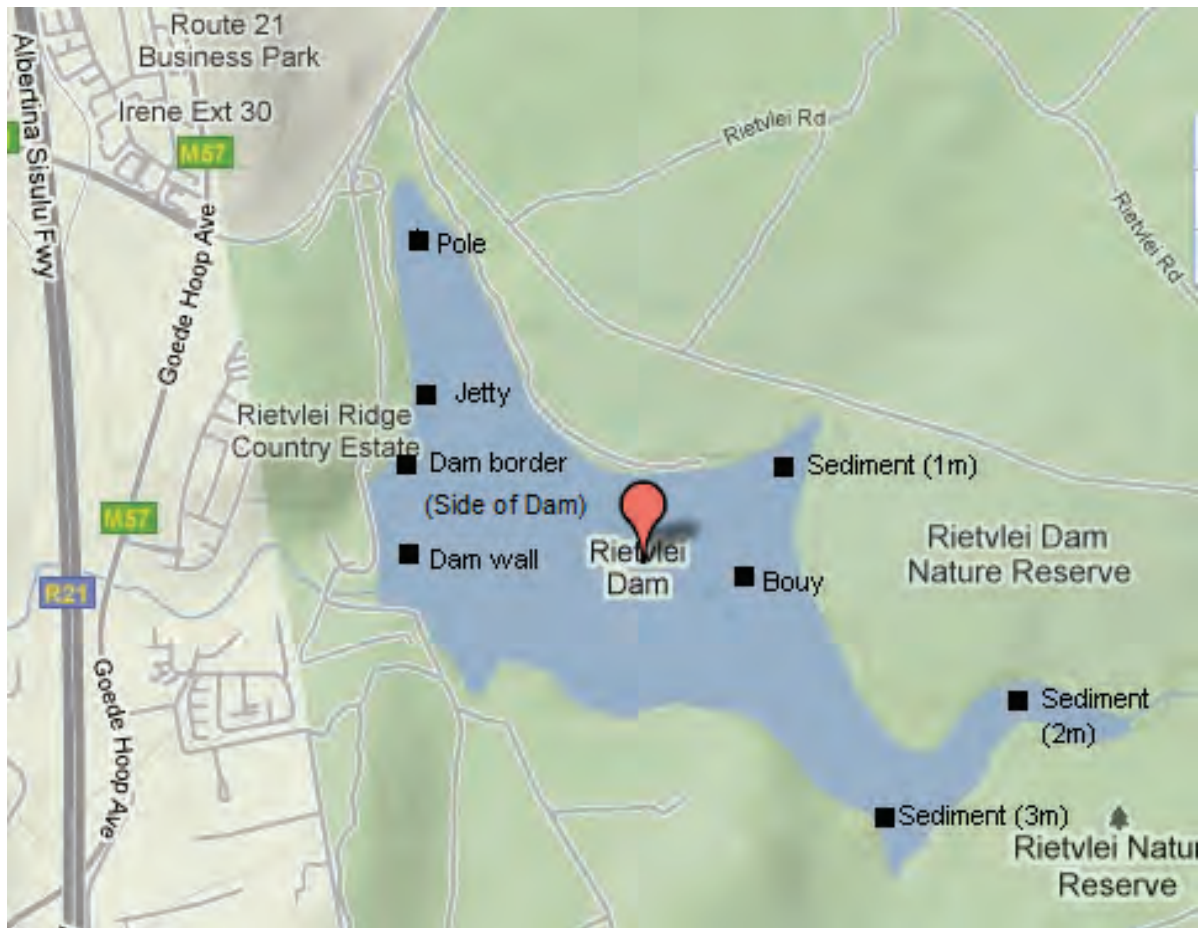 Route 21
Business Park
Albertina Sisulu Fwy
Irene Ext 30
M57
Rietvlei Rd
Rietvlei Rd
Goede Hoop Ave
Pole
Jetty
Rietvlei Ridge
Country Estate
Dam border
(Side of Dam)
Sediment (1m)
M57
Dam wall
Rietvlei
Dam
Bouy
Rietvlei Dam
Nature Reserve
R21
Goede Hoop Ave
Sediment
(2m)
Sediment (3m)
Rietvlei Natur
Reserve